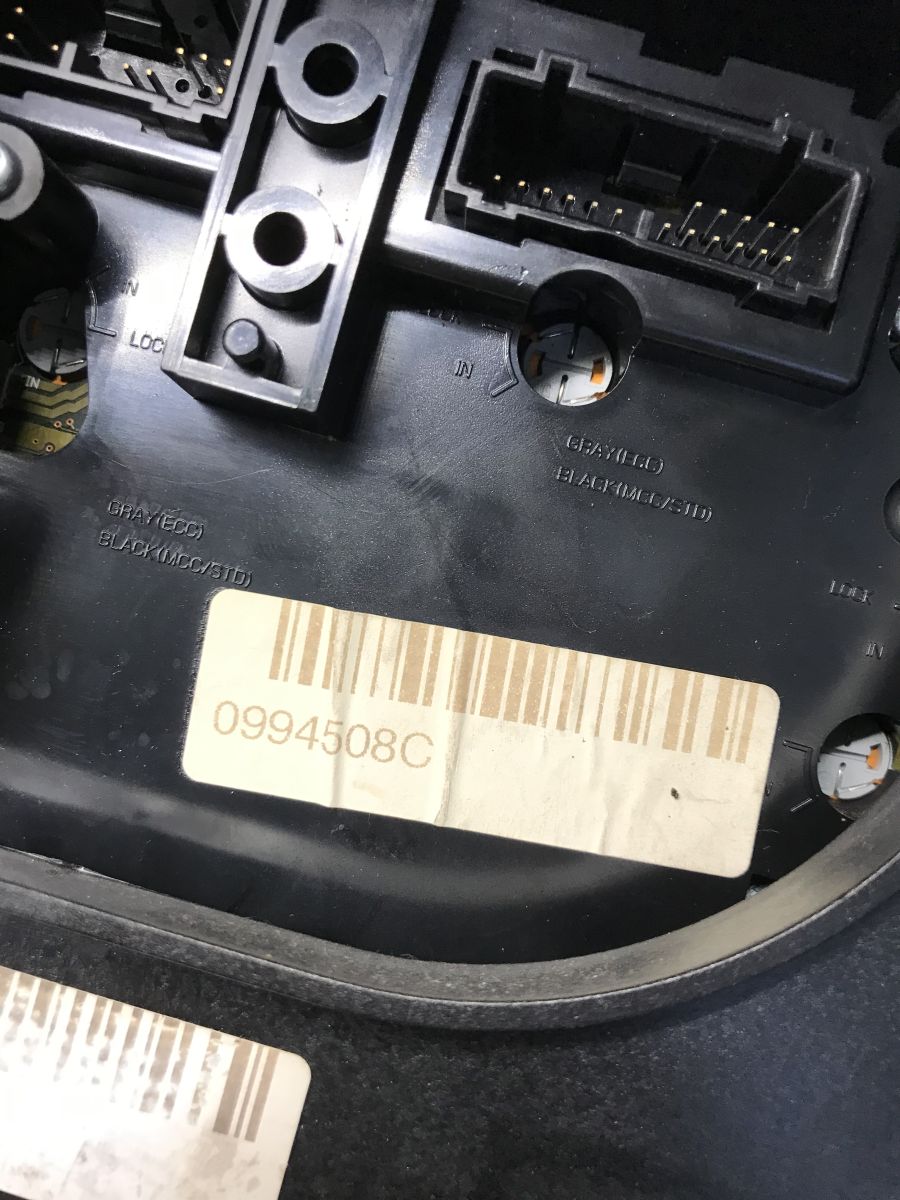 IN
LOCK
IN
IN
GRAY(ECC)
BLACK(MCC/STD)
GRAY(ECC)
BLACK(MCC/STD)
LOCK
IN
0994508C